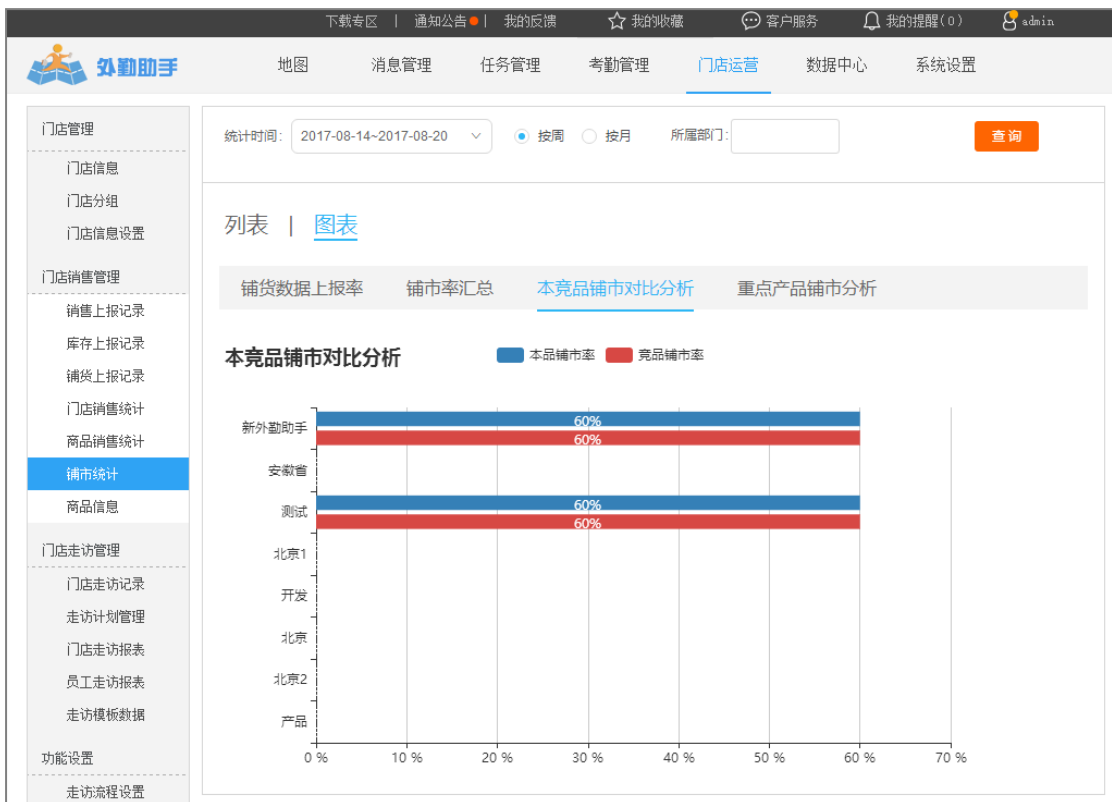 下载专区 | 通知公告 | 我的反馈 我的收藏 客户服务 我的提醒(0) admin
外勤助手 地图 消息管理 任务管理 考勤管理 门店运营 数据中心 系统设置
门店管理
门店信息
门店分组
门店信息设置
门店销售管理
销售上报记录
库存上报记录
铺货上报记录
门店销售统计
商品销售统计
铺市统计
商品信息
门店走访管理
门店走访记录
走访计划管理
门店走访报表
员工走访报表
走访模板数据
功能设置
走访流程设置
统计时间: 2017-08-14~2017-08-20 按周 按月 所属部门: 查询
列表 | 图表
铺货数据上报率 铺市率汇总 本竞品铺市对比分析 重点产品铺市分析
本竞品铺市对比分析 本品铺市率 竞品铺市率
新外勤助手 60%
60%
安徽省
测试 60%
60%
北京1
开发
北京
北京2
产品
0 % 10 % 20 % 30 % 40 % 50 % 60 % 70 %